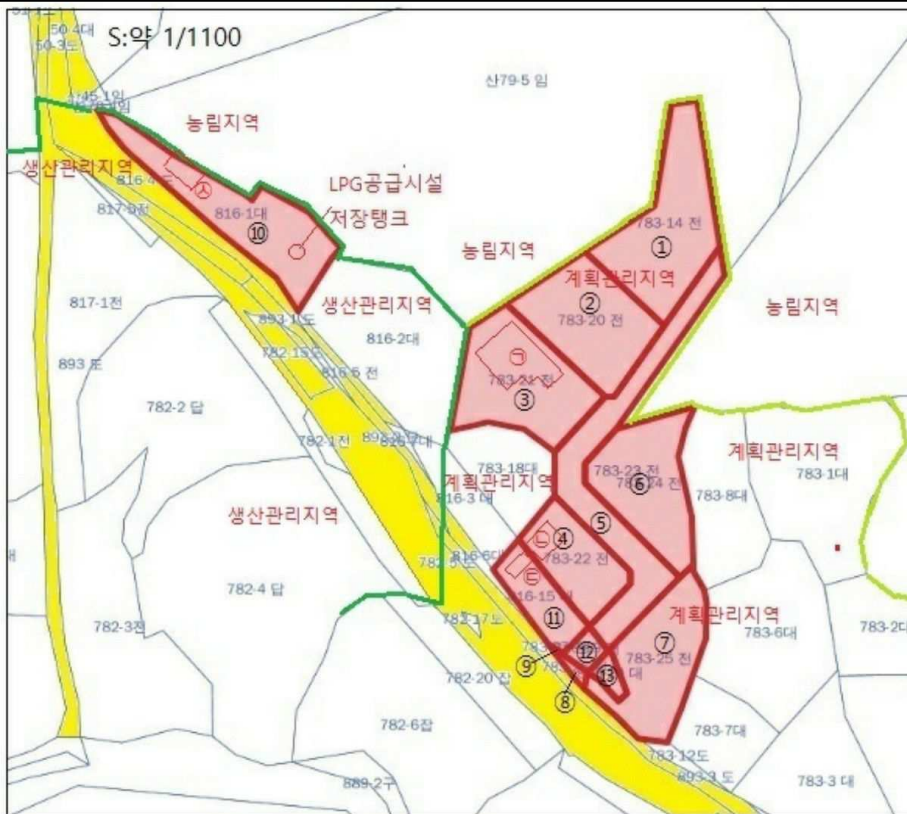 50-4대
50-3도
S:약 1/1100
산79-5 임
산45-1임
농림지역
생산관리지역
816-4 도
817-5전
㉦
816-1대
⑩
LPG공급시설
저장탱크
783-14 전
①
농림지역
계획관리지역
②
783-20 전
농림지역
817-1전
생산관리지역
893-1 도
816-2대
782-15도
893 도
816-5 전
㉠
783-21 전
③
782-2 답
782-1전
783-18대
계획관리지역
783-23 전
⑥
계획관리지역
783-1대
783-8대
816-3 대
생산관리지역
⑤
㉡
④
783-22 전
816-6대
㉢
782-4 답
782-3전
782-17도
⑪
계획관리지역
783-6대
783-2대
⑨
⑫
⑦
783-25 전
⑬
대
⑧
782-20 잡
782-6잡
783-7대
783-12도
893-3 도
783-3 대
889-2구